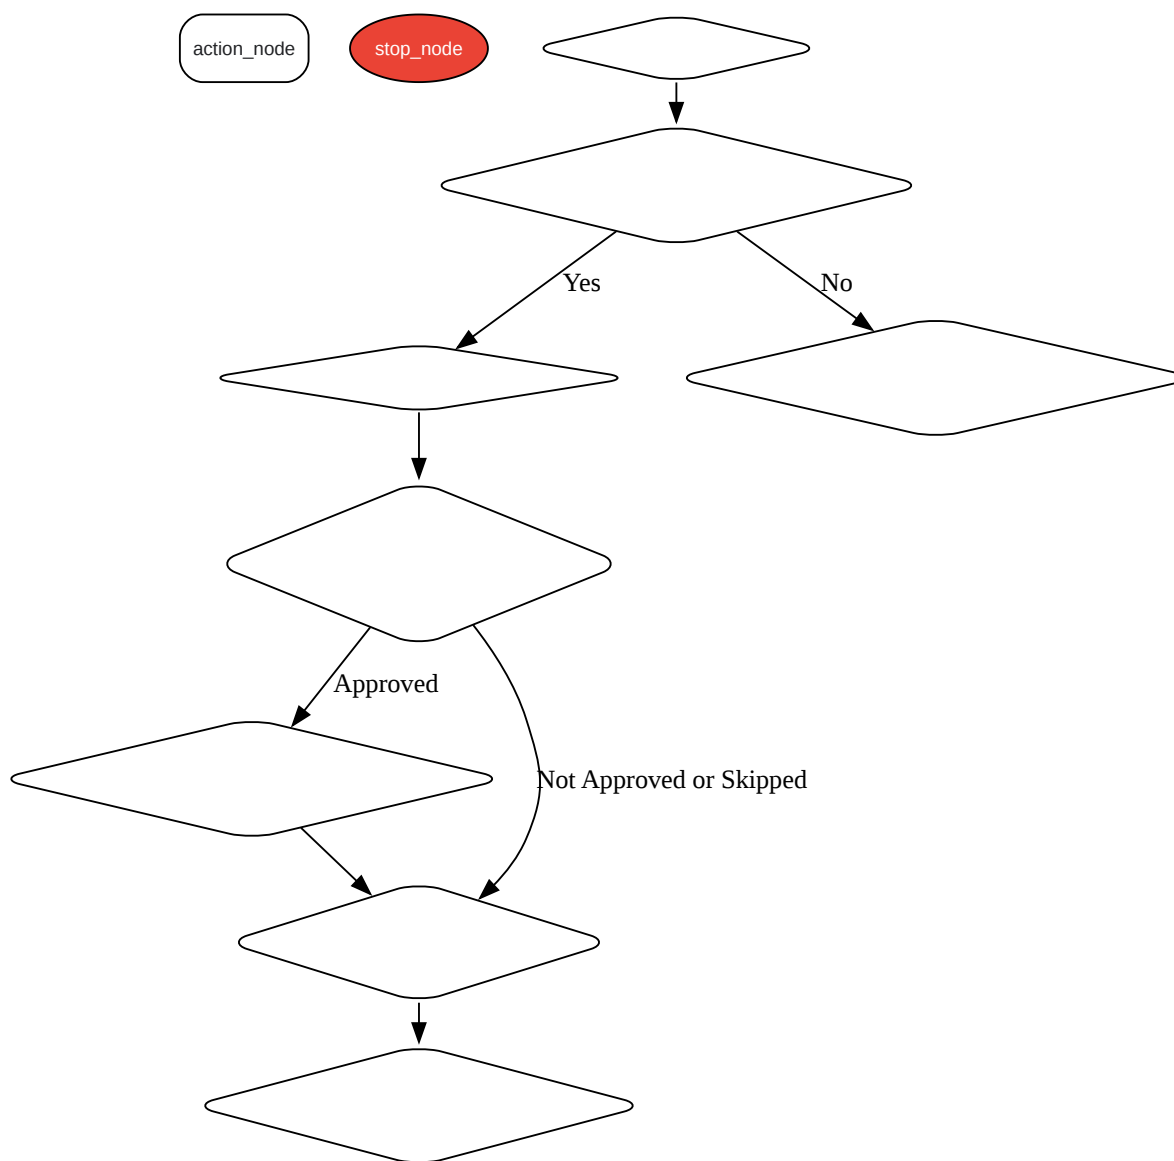 action_node
stop_node
Yes
No
Approved
Not Approved or Skipped